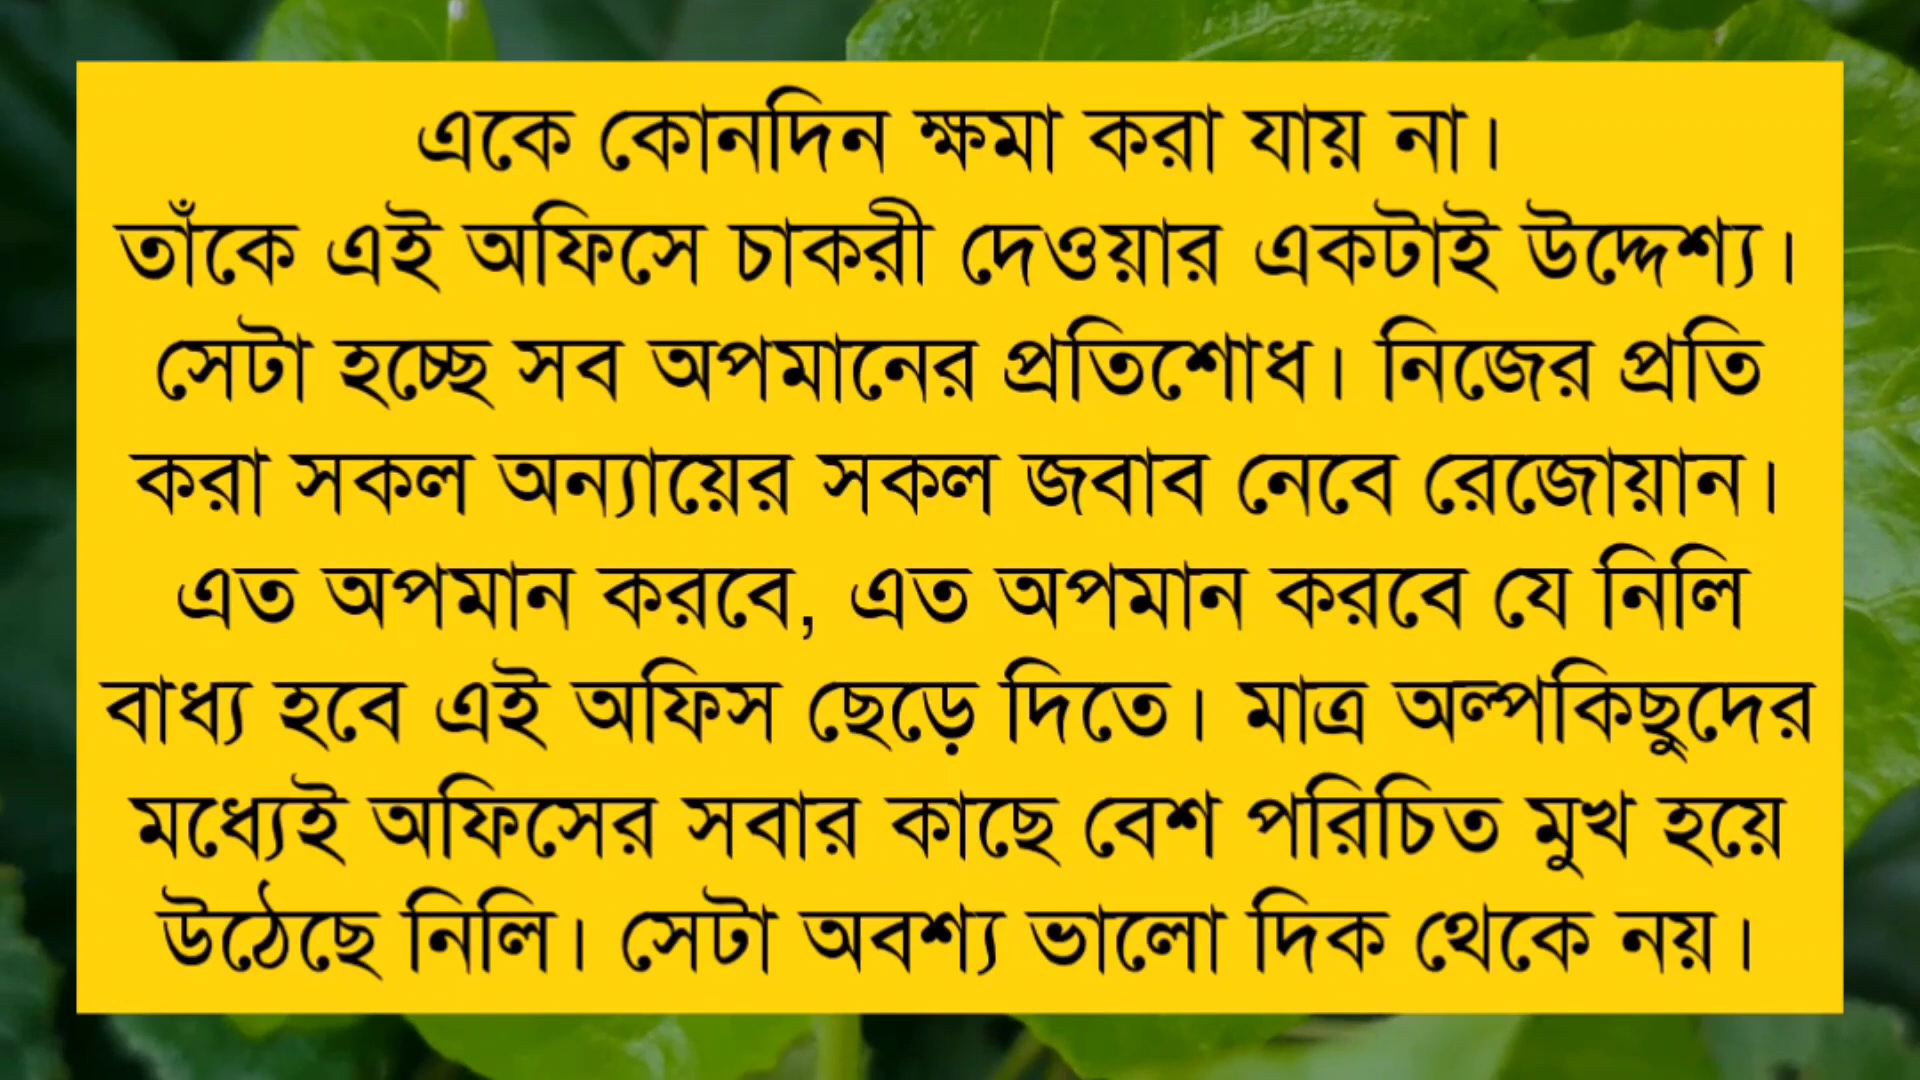 একে কোনদিন ক্ষমা করা যায় না।
তাঁকে এই অফিসে চাকরী দেওয়ার একটাই উদ্দেশ্য।
সেটা হচ্ছে সব অপমানের প্রতিশোধ। নিজের প্রতি
করা সকল অন্যায়ের সকল জবাব নেবে রেজোয়ান।
এত অপমান করবে, এত অপমান করবে যে নিলি
বাধ্য হবে এই অফিস ছেড়ে দিতে। মাত্র অল্পকিছুদের
মধ্যেই অফিসের সবার কাছে বেশ পরিচিত মুখ হয়ে
উঠেছে নিলি। সেটা অবশ্য ভালো দিক থেকে নয়।